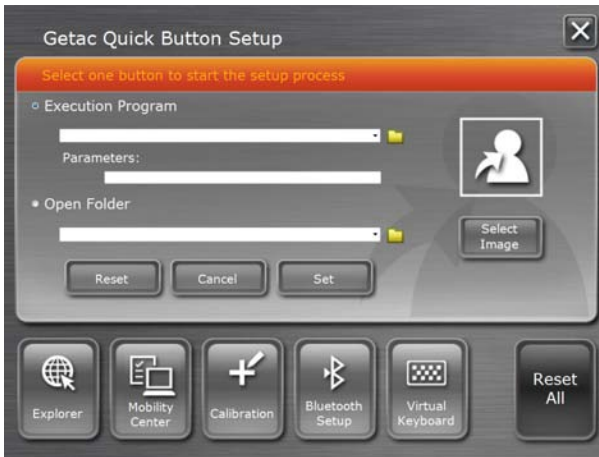 Getac Quick Button Setup
Select one button to start the setup process
Execution Program
Parameters:
Open Folder
Select
Image
Reset
Cancel
Set
Explorer
Mobility
Center
Calibration
Bluetooth
Setup
Virtual
Keyboard
Reset
All